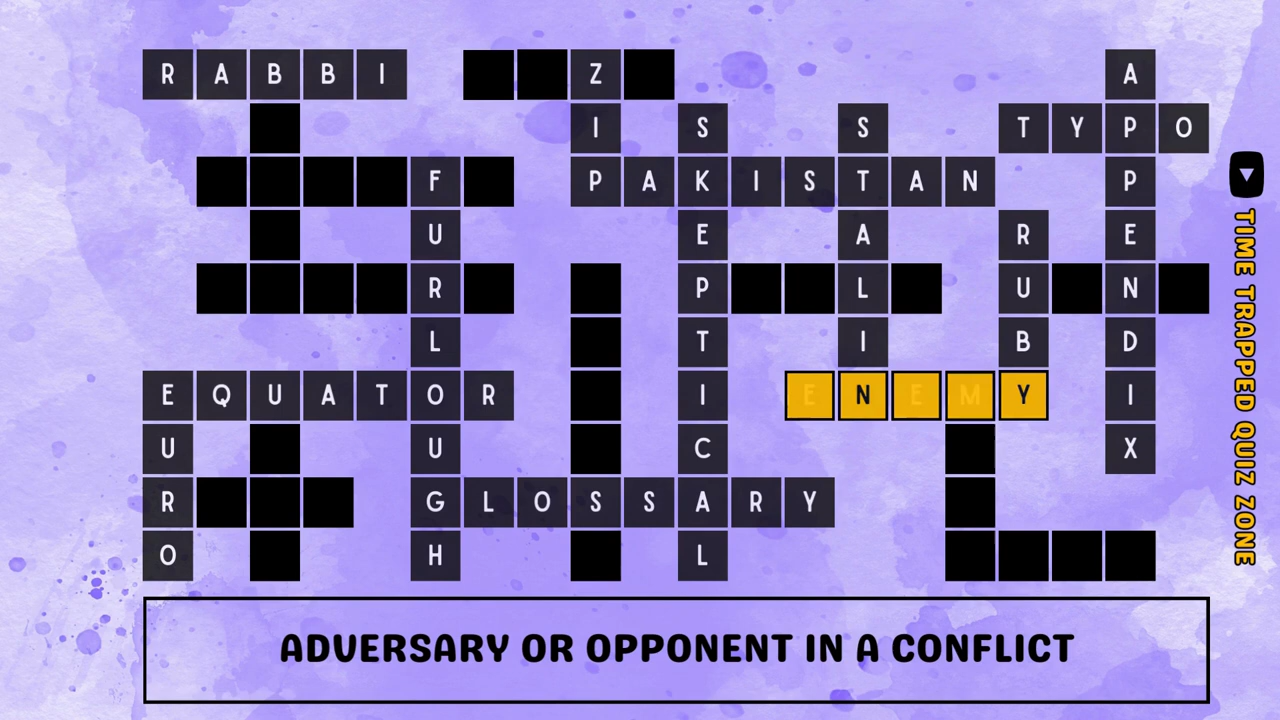 RABBI Z A
I S S TYPO
F PAKISTAN P
U E A R E
R P L U N
L T I B D
EQUATOR I ENEMY I
U U C X
R GLOSSARY
O H L
ADVERSARY OR OPPONENT IN A CONFLICT
TIME TRAPPED QUIZ ZONE